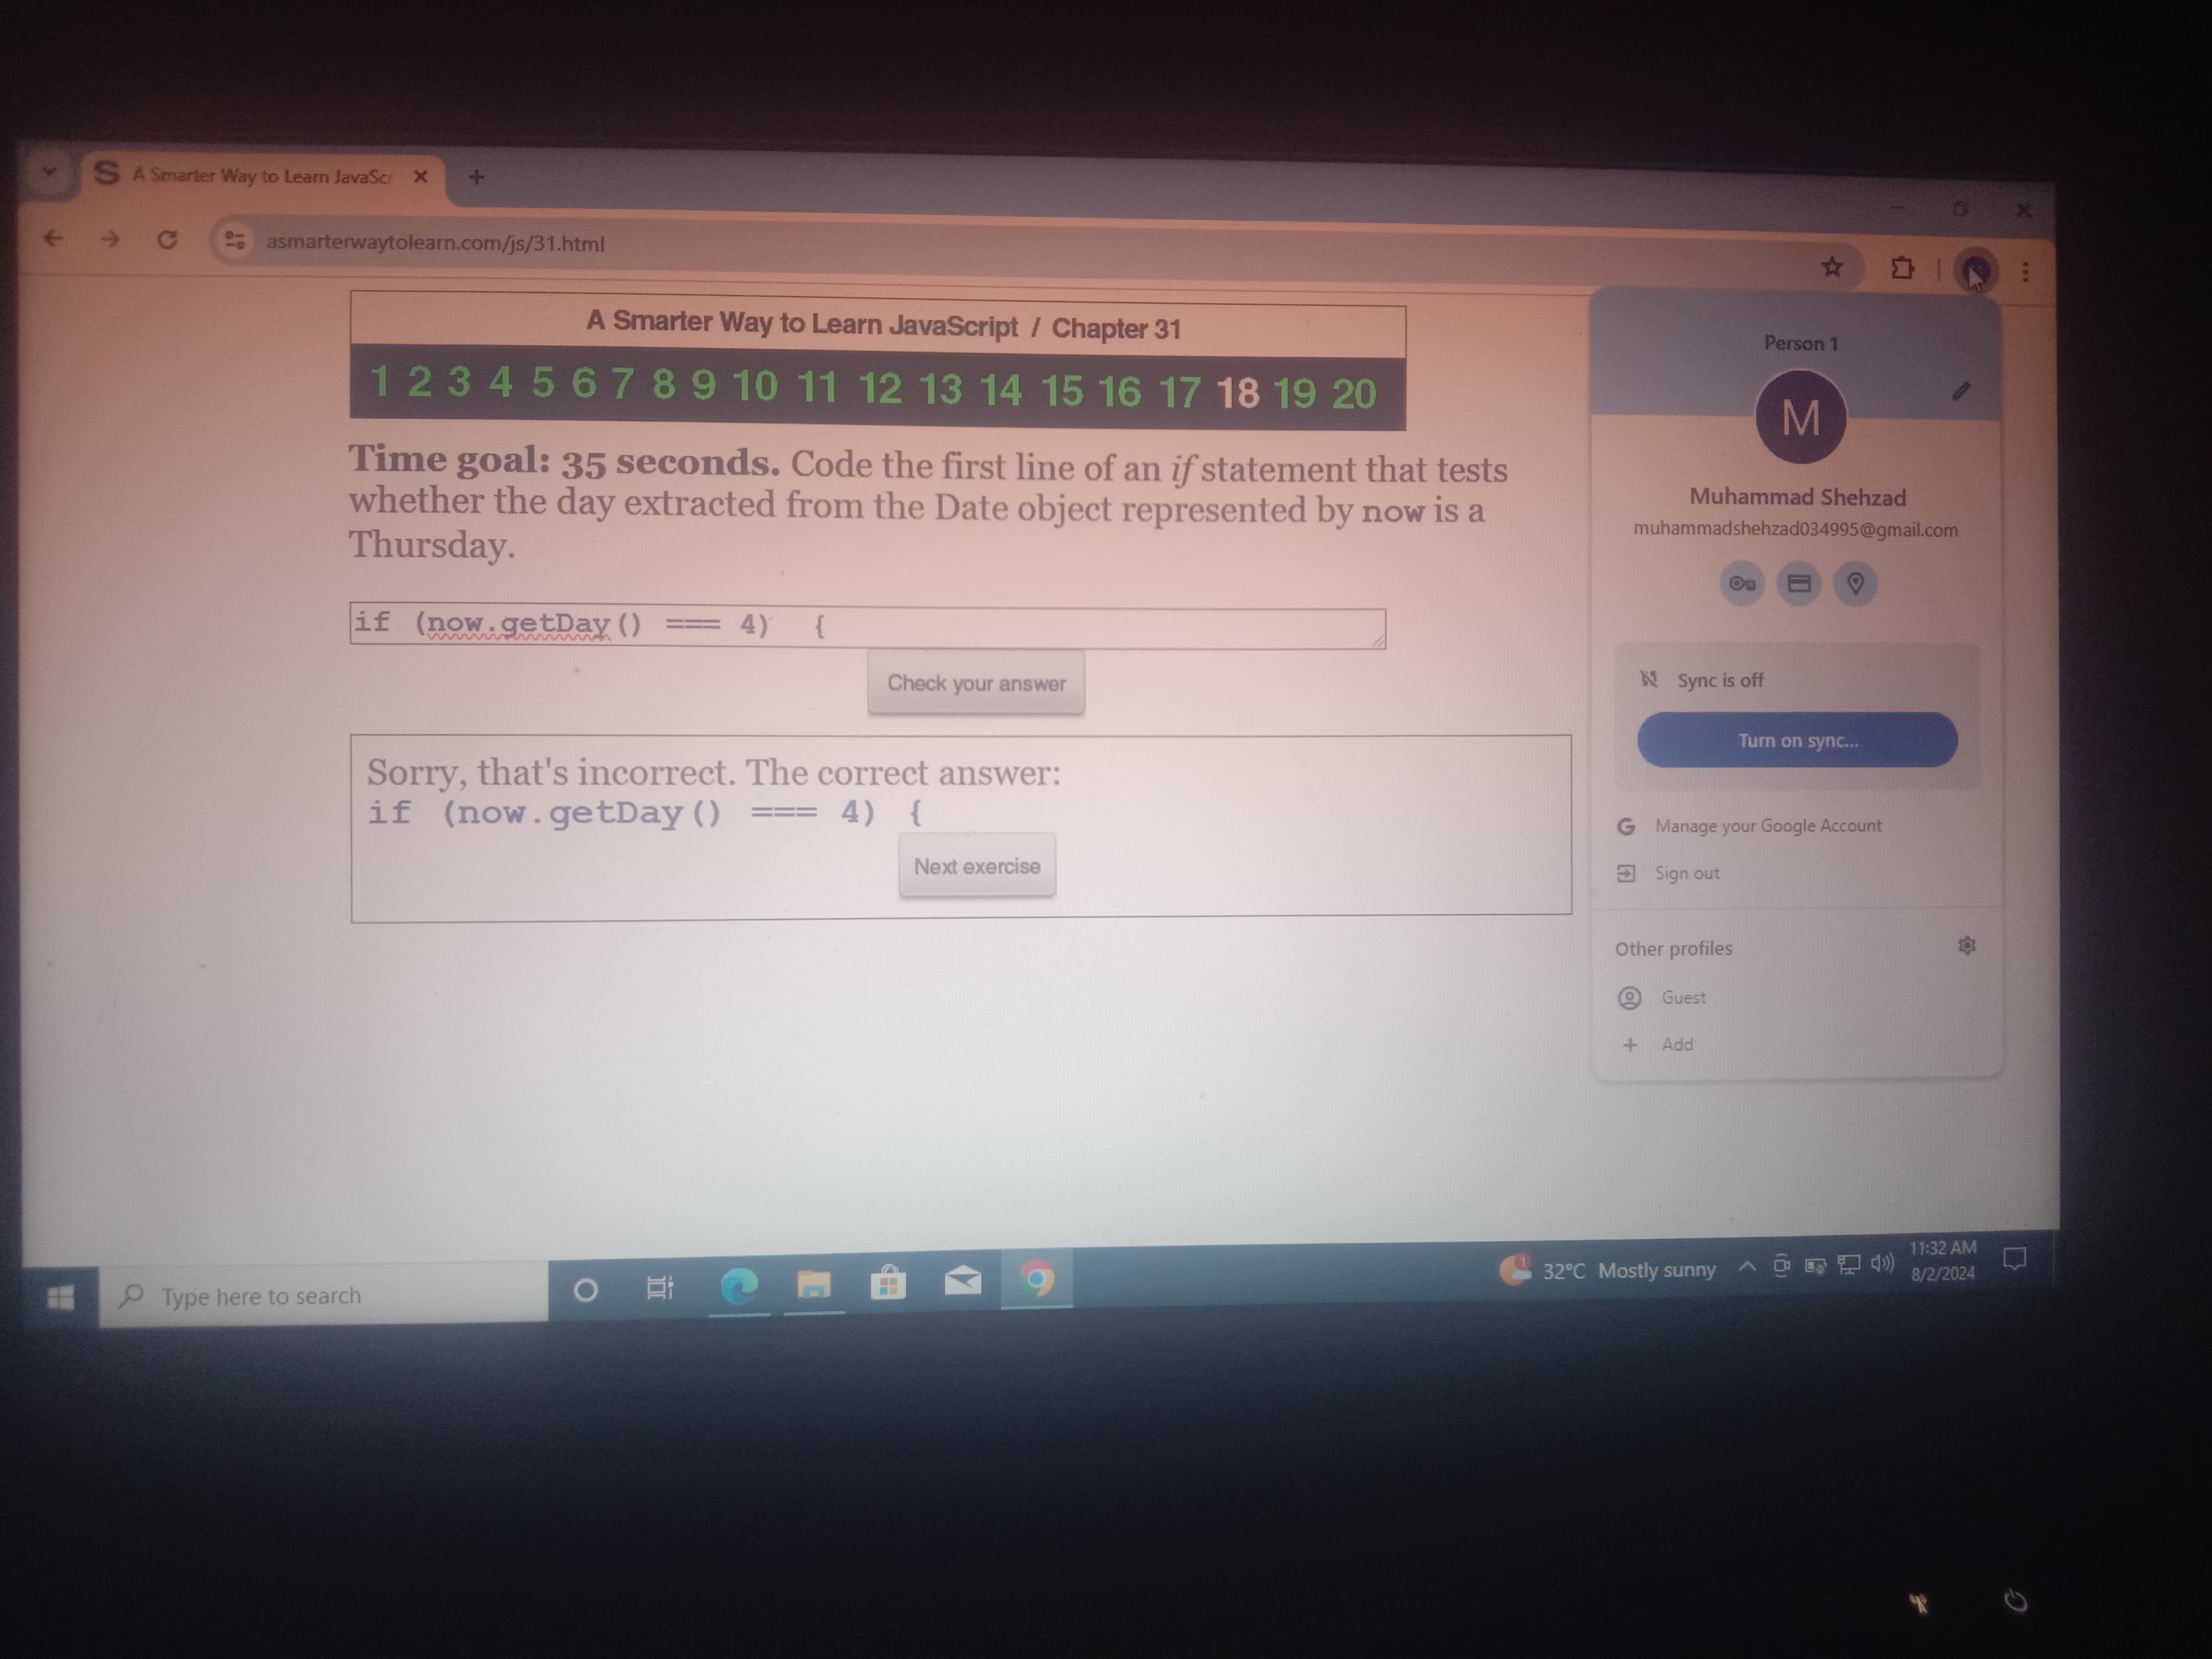 A Smarter Way to Learn JavaScr
asmarterwaytolearn.com/js/31.html
A Smarter Way to Learn JavaScript / Chapter 31
1 2 3 4 5 6 7 8 9 10 11 12 13 14 15 16 17 18 19 20
Time goal: 35 seconds. Code the first line of an if statement that tests
whether the day extracted from the Date object represented by now is a
Thursday.
if (now.getDay() === 4)  {
Check your answer
Sorry, that's incorrect. The correct answer:
if (now.getDay() === 4) {
Next exercise
Person 1
M
Muhammad Shehzad
muhammadshehzad034995@gmail.com
Sync is off
Turn on sync...
G Manage your Google Account
Sign out
Other profiles
Guest
+ Add
Type here to search
1
32°C Mostly sunny
11:32 AM
8/2/2024